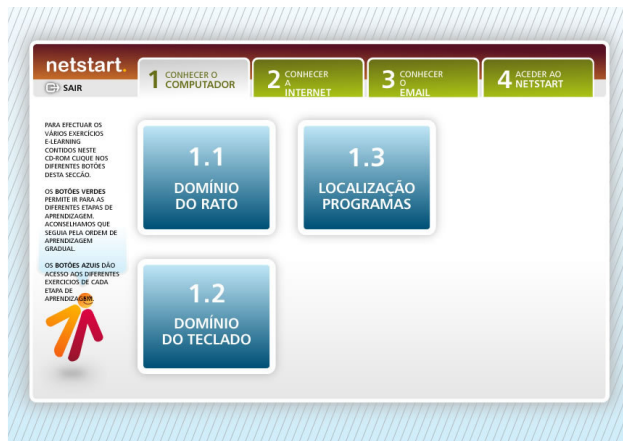 netstart.
SAIR
1 CONHECER O
COMPUTADOR
2 CONHECER
A
INTERNET
3 CONHECER
O
EMAIL
4 ACEDER AO
NETSTART
PARA EFECTUAR OS
VÁRIOS EXERCÍCIOS
E-LEARNING
CONTIDOS NESTE
CD-ROM CLIQUE NOS
DIFERENTES BOTÕES
DESTA SECÇÃO.
OS BOTÕES VERDES
PERMITE IR PARA AS
DIFERENTES ETAPAS DE
APRENDIZAGEM.
ACONSELHAMOS QUE
SEGUIA PELA ORDEM DE
APRENDIZAGEM
GRADUAL.
OS BOTÕES AZUIS DÃO
ACESSO AOS DIFERENTES
EXERCICIOS DE CADA
ETAPA DE
APRENDIZAGEM.
1.1
DOMÍNIO
DO RATO
1.3
LOCALIZAÇÃO
PROGRAMAS
1.2
DOMÍNIO
DO TECLADO